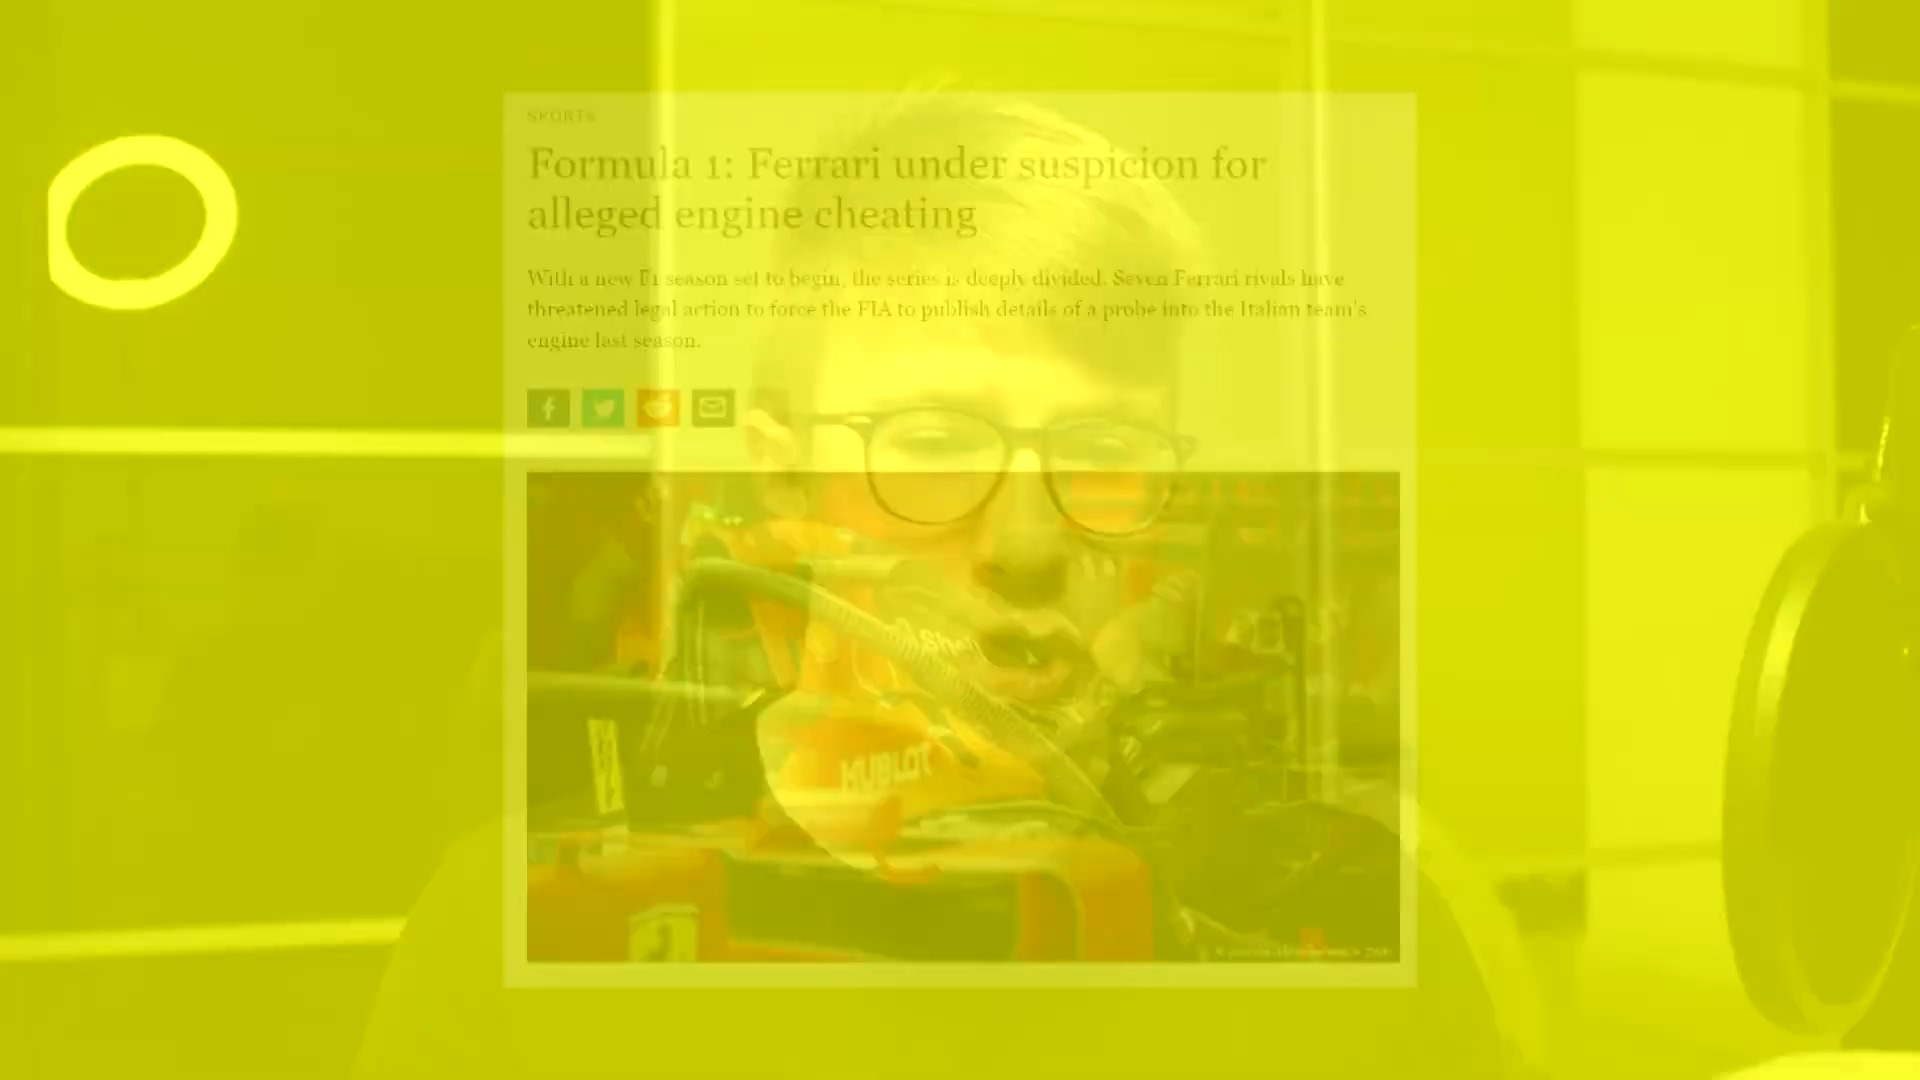 SPORTS
Formula 1: Ferrari under suspicion for
alleged engine cheating
With a new F1 season set to begin, the series is deeply divided. Seven Ferrari rivals have
threatened legal action to force the FIA to publish details of a probe into the Italian team's
engine last season.
Shell
HUBLOT